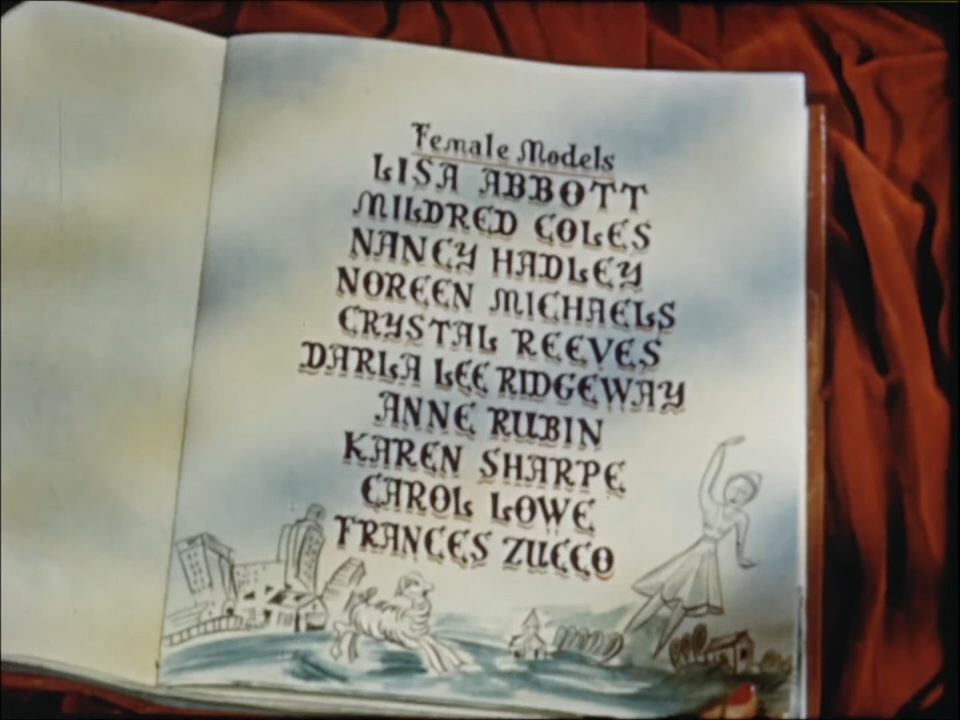 Female Models
LISA ABBOTT
MILDRED COLES
NANCY HADLEY
NOREEN MICHAELS
CRYSTAL REEVES
DARLA LEE RIDGEWAY
ANNE RUBIN
KAREN SHARPE
CAROL LOWE
FRANCES ZUCCO